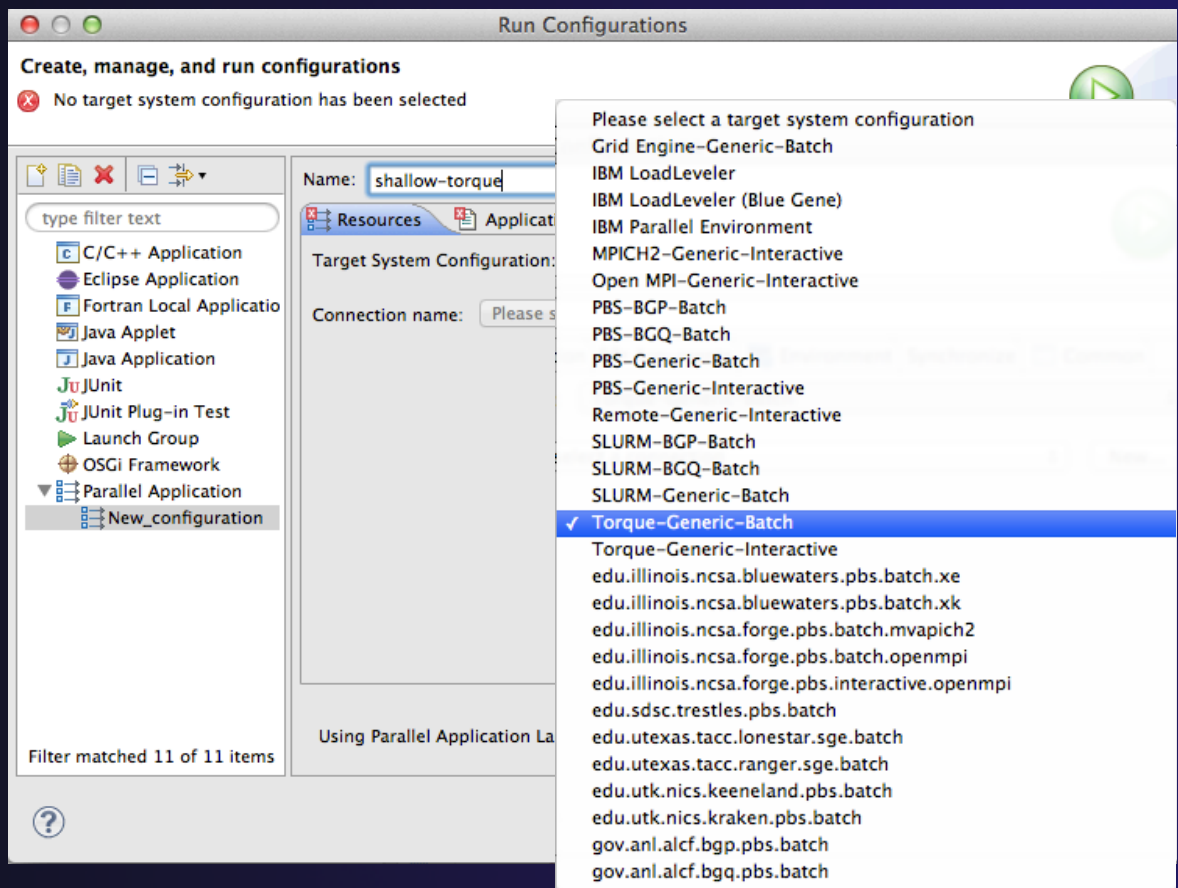 Run Configurations
Create, manage, and run configurations
No target system configuration has been selected
type filter text
C/C++ Application
Eclipse Application
Fortran Local Applicatio
Java Applet
Java Application
JUnit
JUnit Plug-in Test
Launch Group
OSGi Framework
Parallel Application
New_configuration
Filter matched 11 of 11 items
Name: shallow-torque
Resources Applicati
Target System Configuration:
Connection name: Please s
Using Parallel Application La
Please select a target system configuration
Grid Engine-Generic-Batch
IBM LoadLeveler
IBM LoadLeveler (Blue Gene)
IBM Parallel Environment
MPICH2-Generic-Interactive
Open MPI-Generic-Interactive
PBS-BGP-Batch
PBS-BGQ-Batch
PBS-Generic-Batch
PBS-Generic-Interactive
Remote-Generic-Interactive
SLURM-BGP-Batch
SLURM-BGQ-Batch
SLURM-Generic-Batch
✓ Torque-Generic-Batch
Torque-Generic-Interactive
edu.illinois.ncsa.bluewaters.pbs.batch.xe
edu.illinois.ncsa.bluewaters.pbs.batch.xk
edu.illinois.ncsa.forge.pbs.batch.mvapich2
edu.illinois.ncsa.forge.pbs.batch.openmpi
edu.illinois.ncsa.forge.pbs.interactive.openmpi
edu.sdsc.trestles.pbs.batch
edu.utexas.tacc.lonestar.sge.batch
edu.utexas.tacc.ranger.sge.batch
edu.utk.nics.keeneland.pbs.batch
edu.utk.nics.kraken.pbs.batch
gov.anl.alcf.bgp.pbs.batch
gov.anl.alcf.bgq.pbs.batch